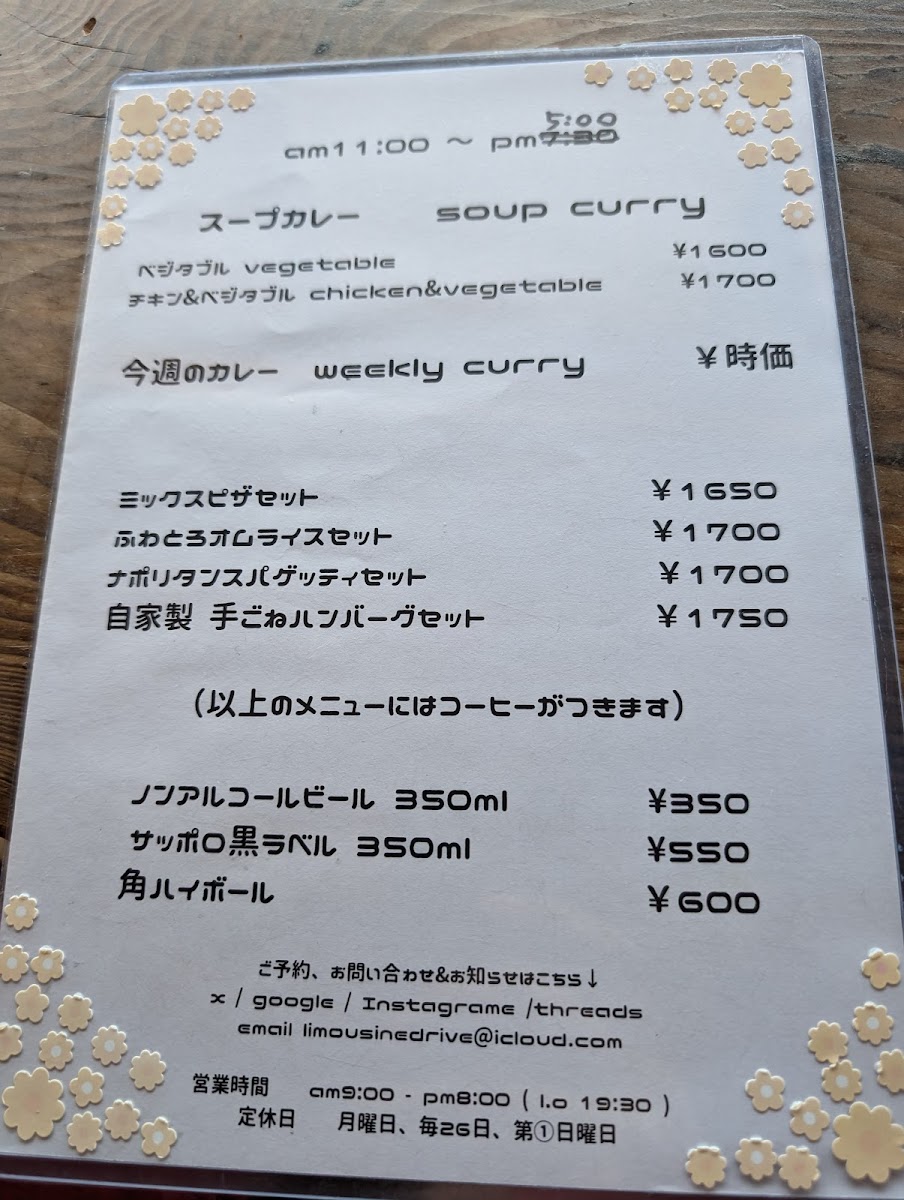 5:00
am11:00 ～ pm7:30
スープカレー soup curry
ベジタブル vegetable ¥1600
チキン&ベジタブル chicken&vegetable ¥1700
今週のカレー weekly curry ￥時価
ミックスピザセット ￥1650
ふわとろオムライスセット ￥1700
ナポリタンスパゲッティセット ￥1700
自家製 手ごねハンバーグセット ￥1750
(以上のメニューにはコーヒーがつきます)
ノンアルコールビール 350ml ¥350
サッポロ黒ラベル 350ml ¥550
角ハイボール ￥600
ご予約、お問い合わせ&お知らせはこちら↓
x / google / Instagrame /threads
email limousinedrive@icloud.com
営業時間 am9:00 - pm8:00 ( l.o 19:30 )
定休日 月曜日、毎26日、第①日曜日